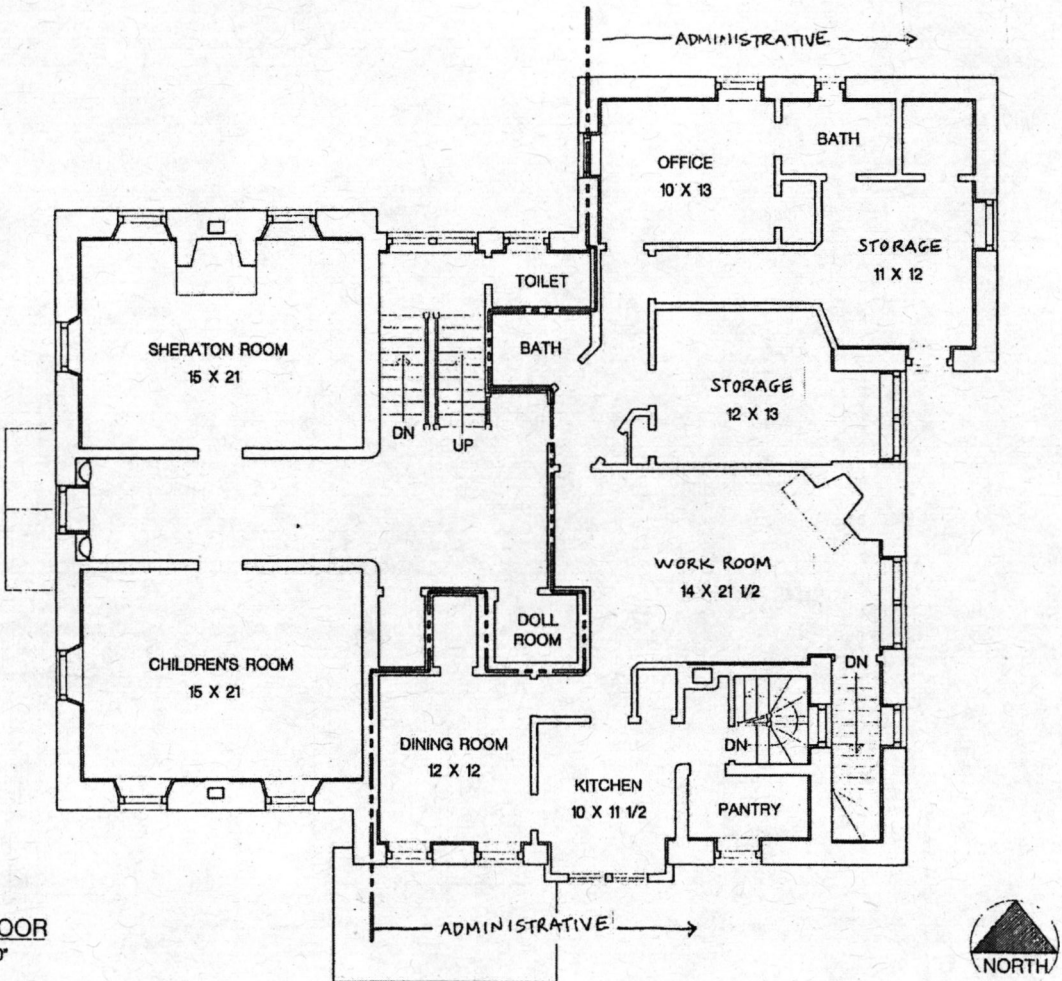 ADMINISTRATIVE
OFFICE
10 X 13
BATH
STORAGE
11 X 12
TOILET
BATH
SHERATON ROOM
15 X 21
STORAGE
12 X 13
DN
UP
WORK ROOM
14 X 21 1/2
DOLL
ROOM
CHILDREN'S ROOM
15 X 21
DN
DINING ROOM
12 X 12
DN
KITCHEN
10 X 11 1/2
PANTRY
ADMINISTRATIVE
NORTH